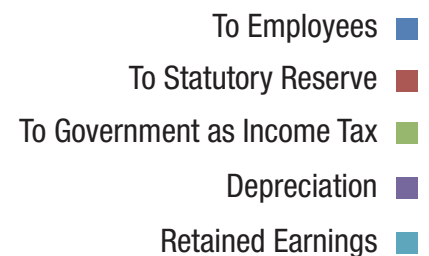 To Employees
To Statutory Reserve
To Government as Income Tax
Depreciation
Retained Earnings